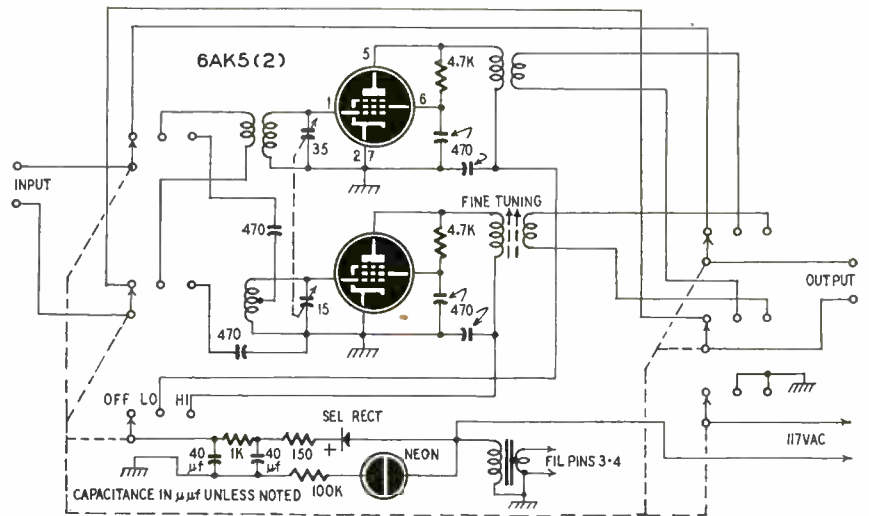 6AK5(2)
5
4.7K
1
6
35
2 7
470
INPUT
FINE TUNING
470
4.7K
15
470
470
OUTPUT
OFF LO HI
SEL RECT
117VAC
40 μf
1K
40 μf
150
+
NEON
FIL PINS 3·4
100K
CAPACITANCE IN μμf UNLESS NOTED